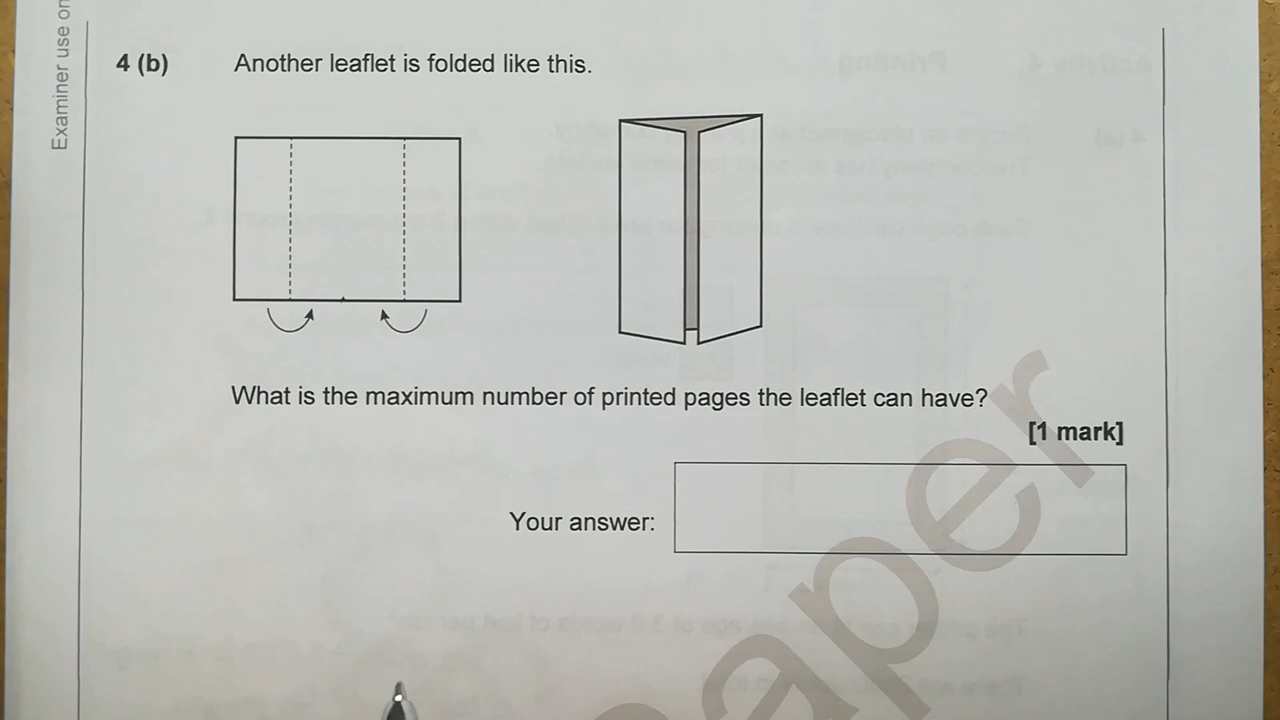 Examiner use on
4 (b) Another leaflet is folded like this.
What is the maximum number of printed pages the leaflet can have?
[1 mark]
Your answer:
aper